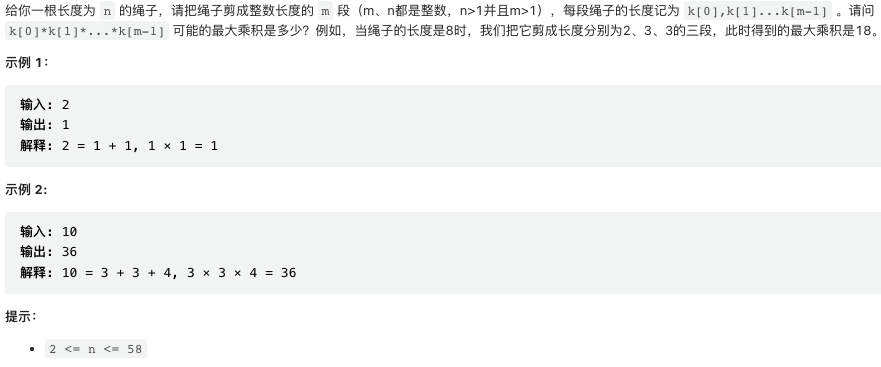 给你一根长度为 n 的绳子，请把绳子剪成整数长度的 m 段（m、n都是整数，n>1并且m>1），每段绳子的长度记为 k[0],k[1]...k[m-1] 。请问
k[0]*k[1]*...*k[m-1] 可能的最大乘积是多少？例如，当绳子的长度是8时，我们把它剪成长度分别为2、3、3的三段，此时得到的最大乘积是18。
示例 1：
输入: 2
输出: 1
解释: 2 = 1 + 1, 1 × 1 = 1
示例 2:
输入: 10
输出: 36
解释: 10 = 3 + 3 + 4, 3 × 3 × 4 = 36
提示：
• 2 <= n <= 58